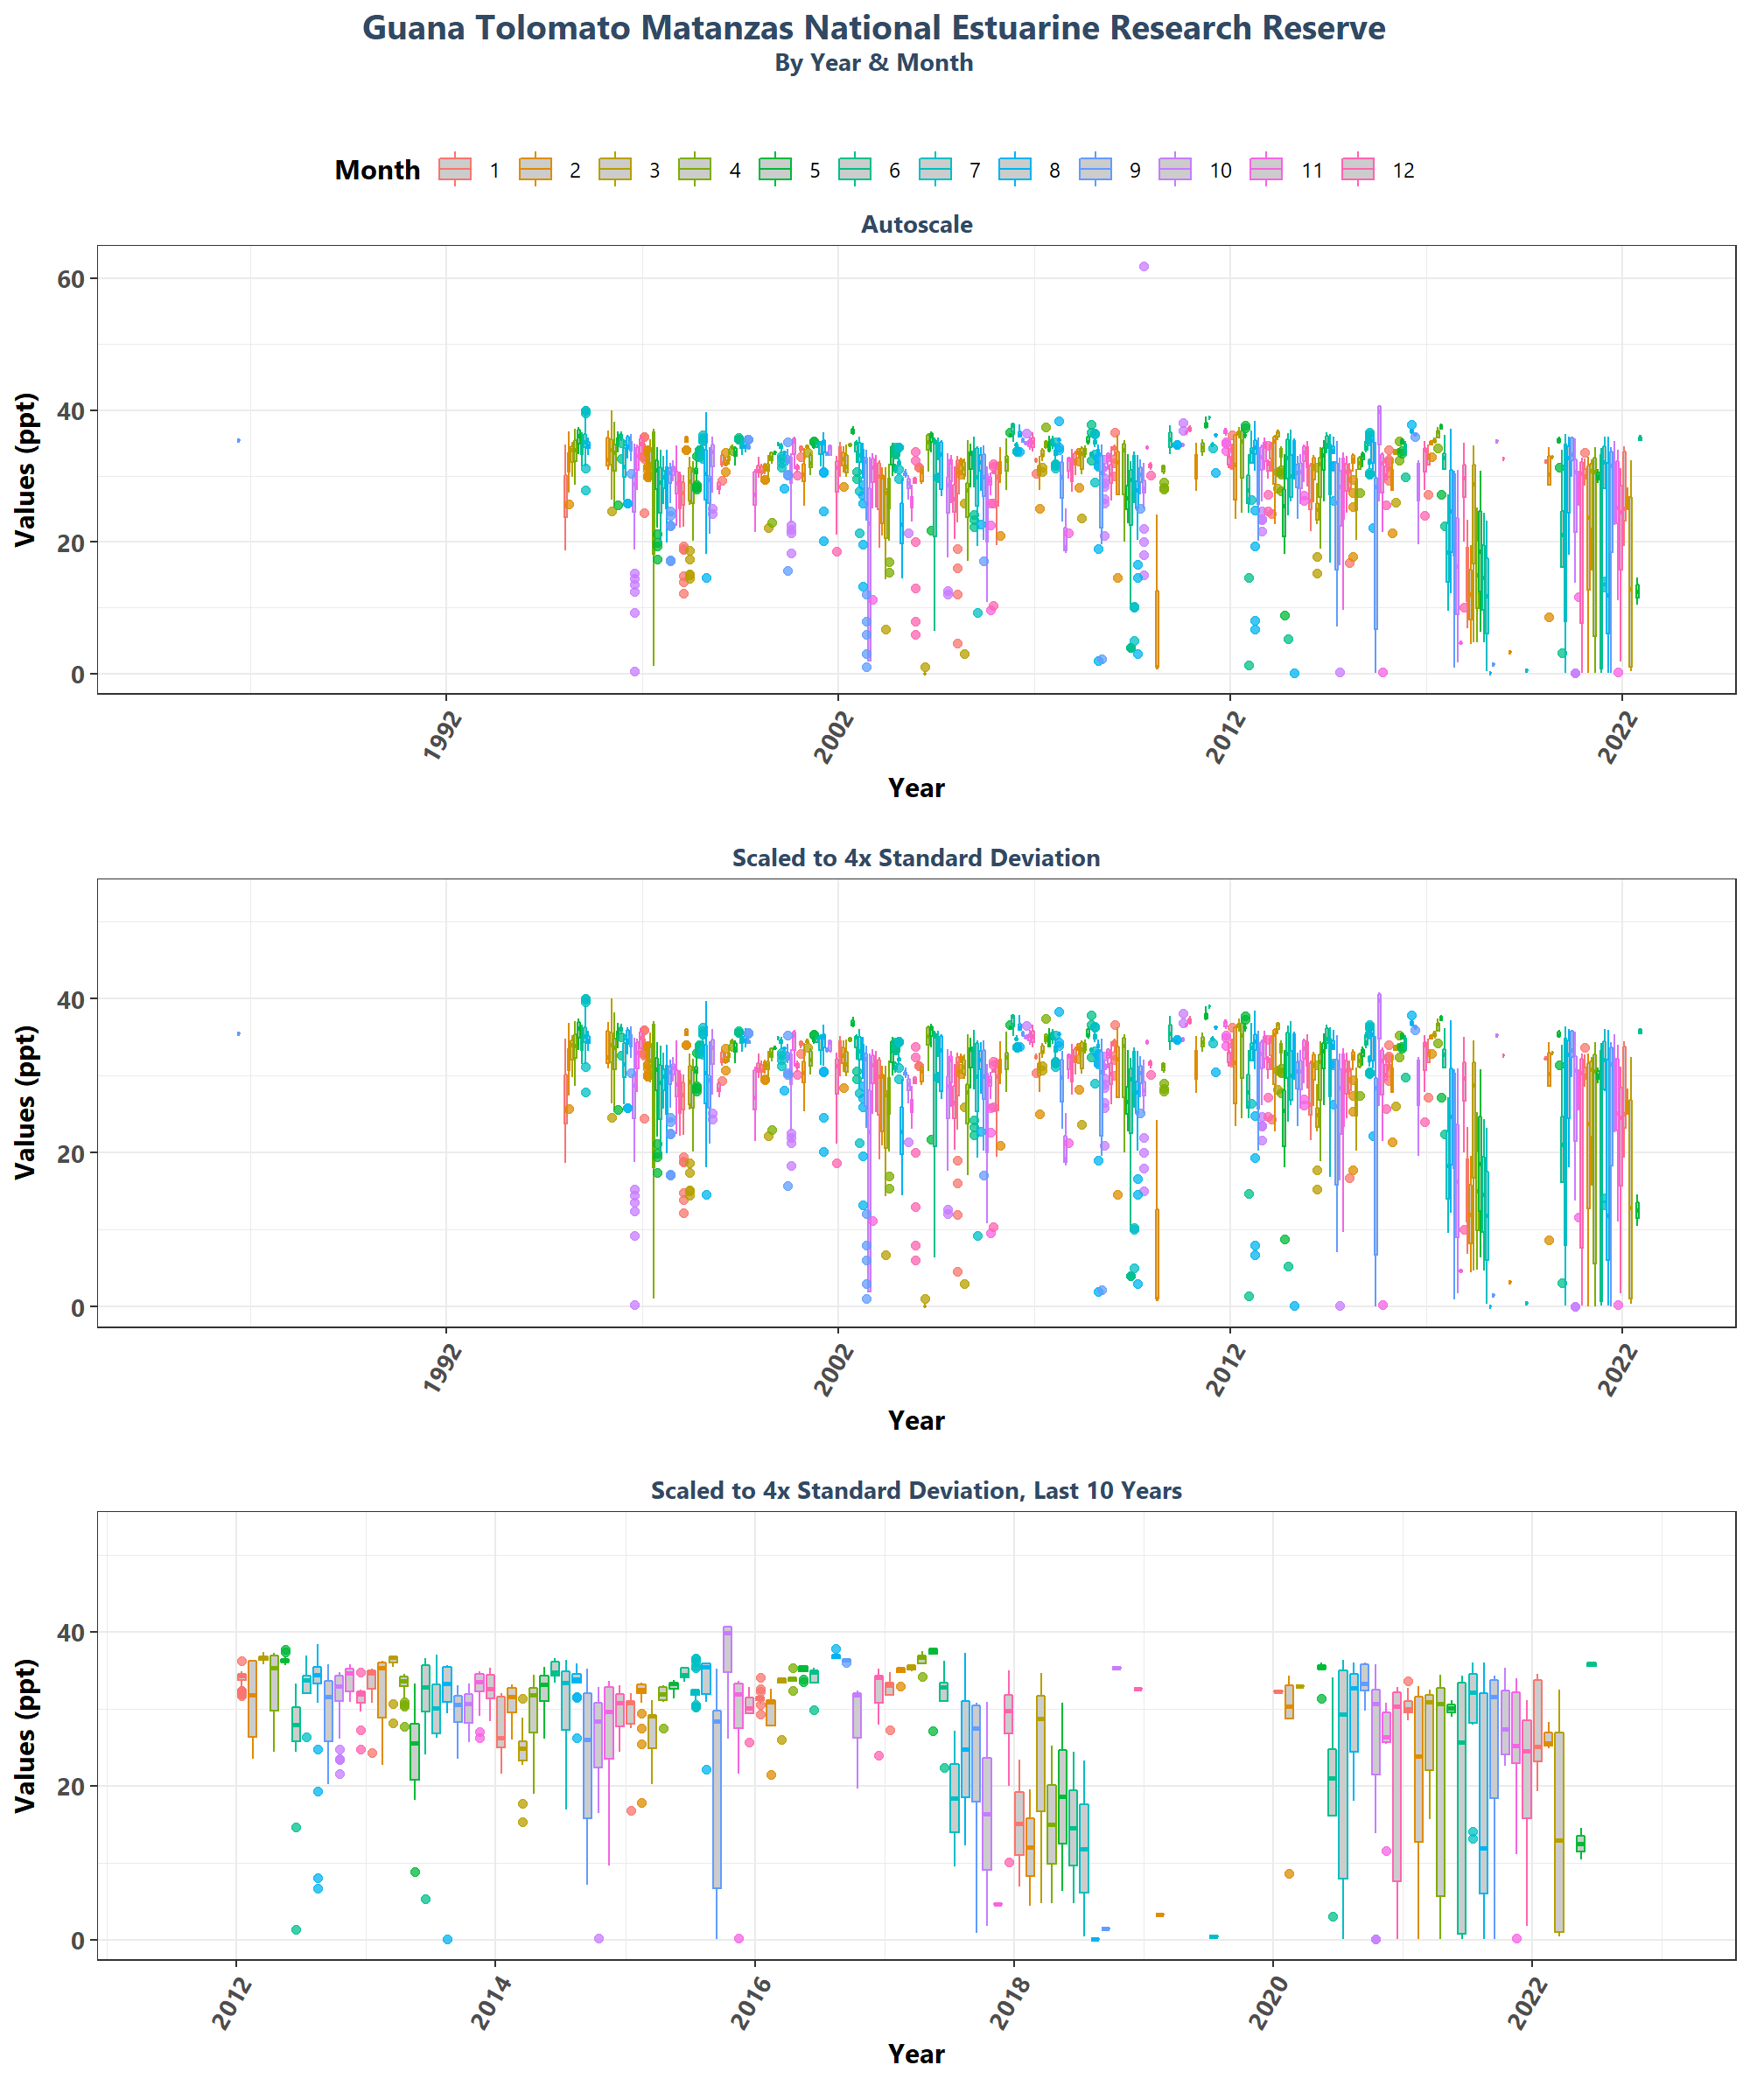 Guana Tolomato Matanzas National Estuarine Research Reserve
By Year & Month
Month 1 2 3 4 5 6 7 8 9 10 11 12
Autoscale
Values (ppt)
60
40
20
0
1992 2002 2012 2022
Year
Scaled to 4x Standard Deviation
Values (ppt)
40
20
0
1992 2002 2012 2022
Year
Scaled to 4x Standard Deviation, Last 10 Years
Values (ppt)
40
20
0
2012 2014 2016 2018 2020 2022
Year